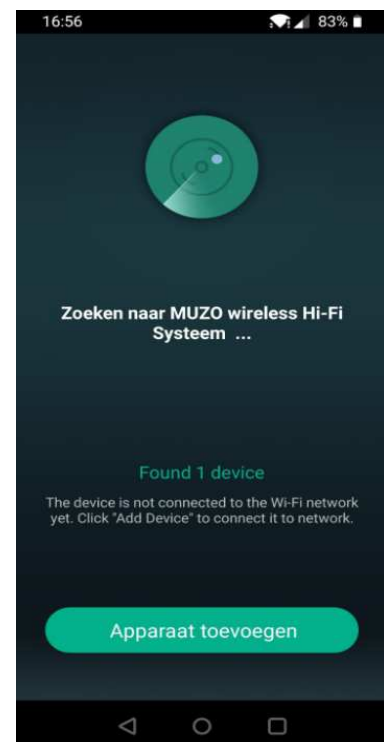 16:56
83%
Zoeken naar MUZO wireless Hi-Fi
Systeem ...
Found 1 device
The device is not connected to the Wi-Fi network
yet. Click "Add Device" to connect it to network.
Apparaat toevoegen